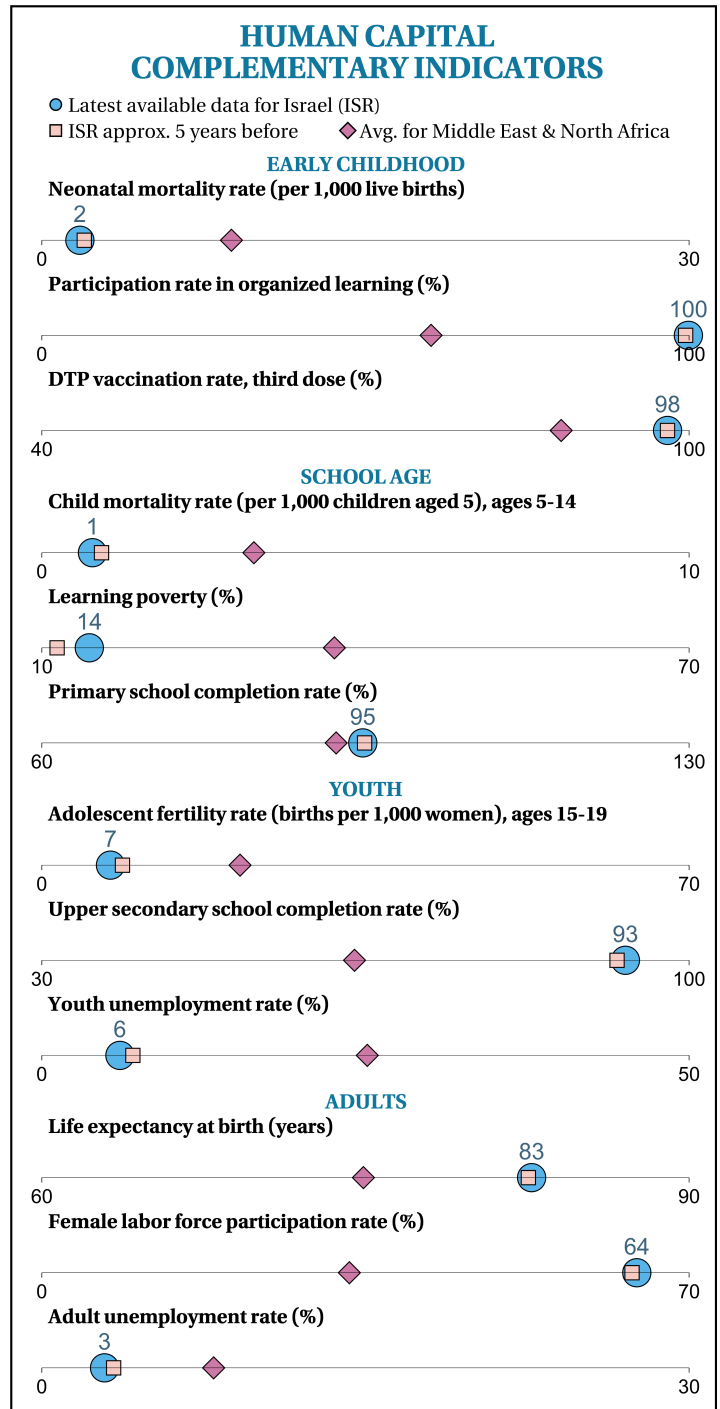 HUMAN CAPITAL
COMPLEMENTARY INDICATORS
Latest available data for Israel (ISR)
ISR approx. 5 years before Avg. for Middle East & North Africa
EARLY CHILDHOOD
Neonatal mortality rate (per 1,000 live births)
2
0 30
Participation rate in organized learning (%)
100
0 100
DTP vaccination rate, third dose (%)
98
40 100
SCHOOL AGE
Child mortality rate (per 1,000 children aged 5), ages 5-14
1
0 10
Learning poverty (%)
14
10 70
Primary school completion rate (%)
95
60 130
YOUTH
Adolescent fertility rate (births per 1,000 women), ages 15-19
7
0 70
Upper secondary school completion rate (%)
93
30 100
Youth unemployment rate (%)
6
0 50
ADULTS
Life expectancy at birth (years)
83
60 90
Female labor force participation rate (%)
64
0 70
Adult unemployment rate (%)
3
0 30